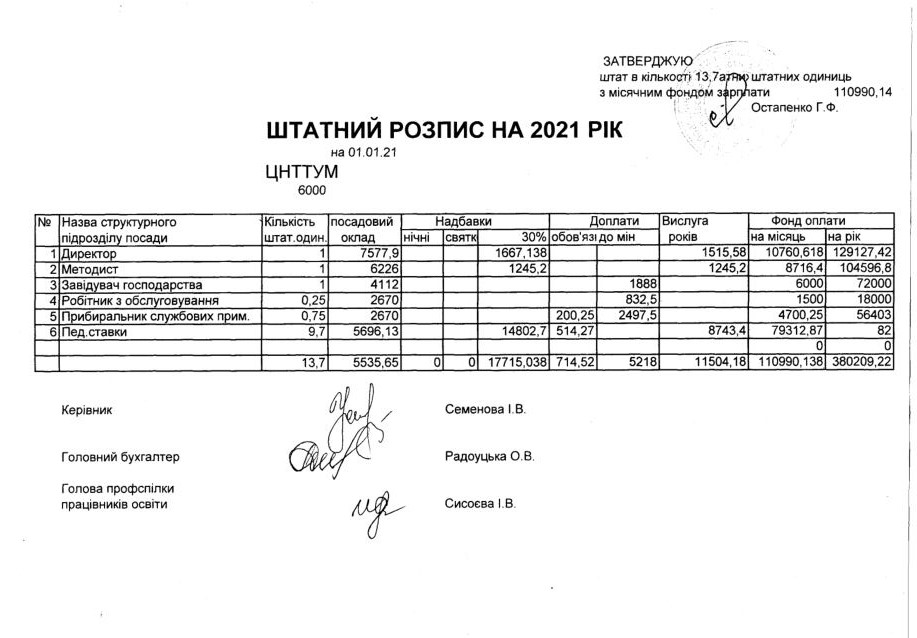 ЗАТВЕРДЖУЮ
штат в кількості 13,7 штатних одиниць
з місячним фондом зарплати 110990,14
Остапенко Г.Ф.
ШТАТНИЙ РОЗПИС НА 2021 РІК
на 01.01.21
ЦНТТУМ
6000
№ Назва структурного Кількість посадовий Надбавки Доплати Вислуга Фонд оплати
підрозділу посади штат.один. оклад нічні святк 30% обов'язі до мін років на місяць на рік
1 Директор 1 7577,9 1667,138 1515,58 10760,618 129127,42
2 Методист 1 6226 1245,2 1245,2 8716,4 104596,8
3 Завідувач господарства 1 4112 1888 6000 72000
4 Робітник з обслуговування 0,25 2670 832,5 1500 18000
5 Прибиральник службових прим. 0,75 2670 200,25 2497,5 4700,25 56403
6 Пед.ставки 9,7 5696,13 14802,7 514,27 8743,4 79312,87 82
0 0
13,7 5535,65 0 0 17715,038 714,52 5218 11504,18 110990,138 380209,22
Керівник Семенова І.В.
Головний бухгалтер Радоуцька О.В.
Голова профспілки
працівників освіти Сисоєва І.В.